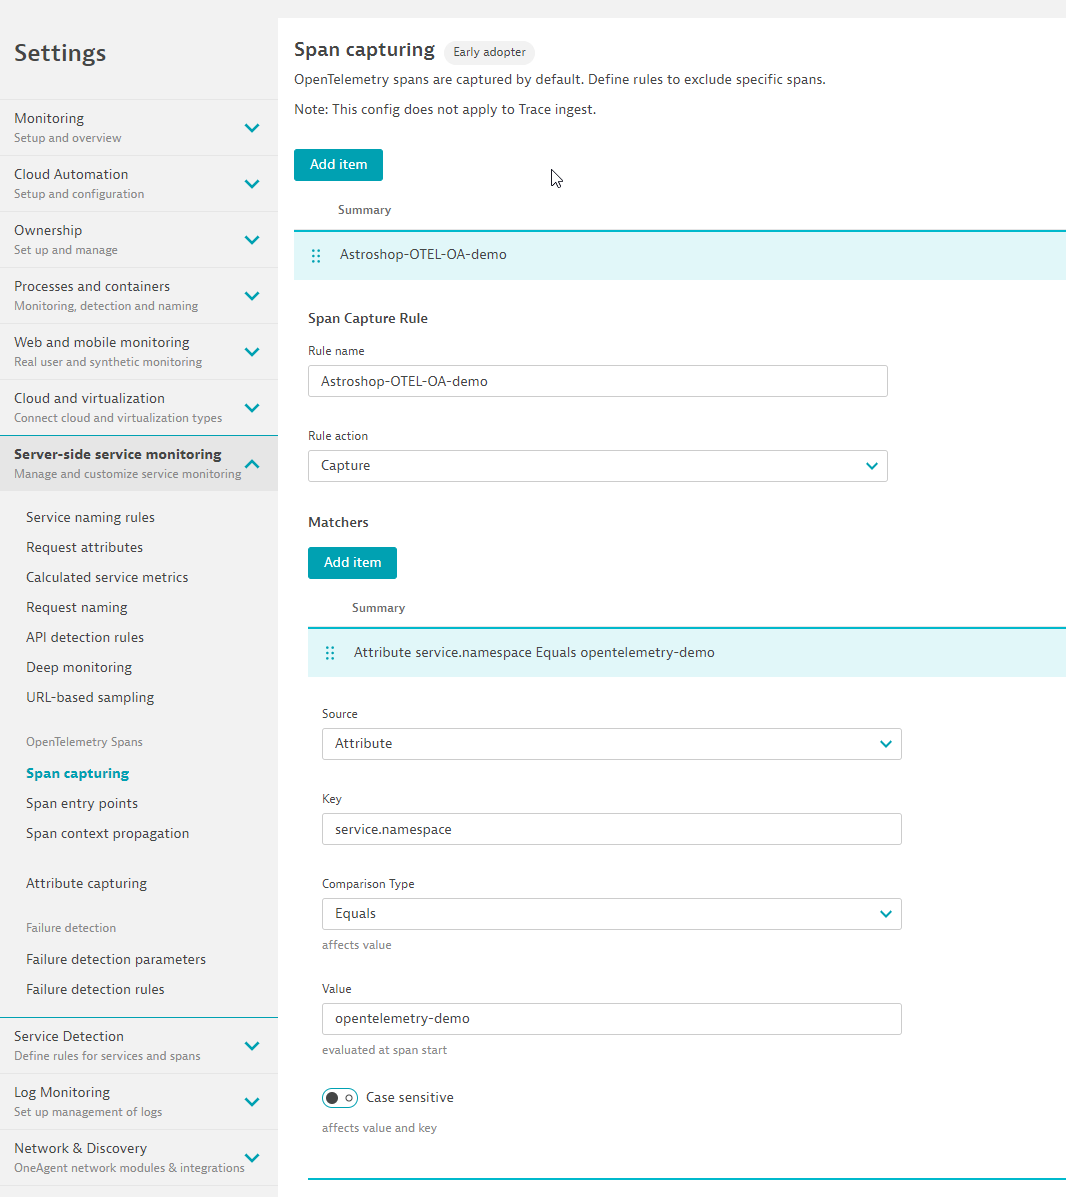 Settings
Monitoring
Setup and overview
Cloud Automation
Setup and configuration
Ownership
Set up and manage
Processes and containers
Monitoring, detection and naming
Web and mobile monitoring
Real user and synthetic monitoring
Cloud and virtualization
Connect cloud and virtualization types
Server-side service monitoring
Manage and customize service monitoring
Service naming rules
Request attributes
Calculated service metrics
Request naming
API detection rules
Deep monitoring
URL-based sampling
OpenTelemetry Spans
Span capturing
Span entry points
Span context propagation
Attribute capturing
Failure detection
Failure detection parameters
Failure detection rules
Service Detection
Define rules for services and spans
Log Monitoring
Set up management of logs
Network & Discovery
OneAgent network modules & integrations
Span capturing Early adopter
OpenTelemetry spans are captured by default. Define rules to exclude specific spans.
Note: This config does not apply to Trace ingest.
Add item
Summary
Astroshop-OTEL-OA-demo
Span Capture Rule
Rule name
Astroshop-OTEL-OA-demo
Rule action
Capture
Matchers
Add item
Summary
Attribute service.namespace Equals opentelemetry-demo
Source
Attribute
Key
service.namespace
Comparison Type
Equals
affects value
Value
opentelemetry-demo
evaluated at span start
Case sensitive
affects value and key